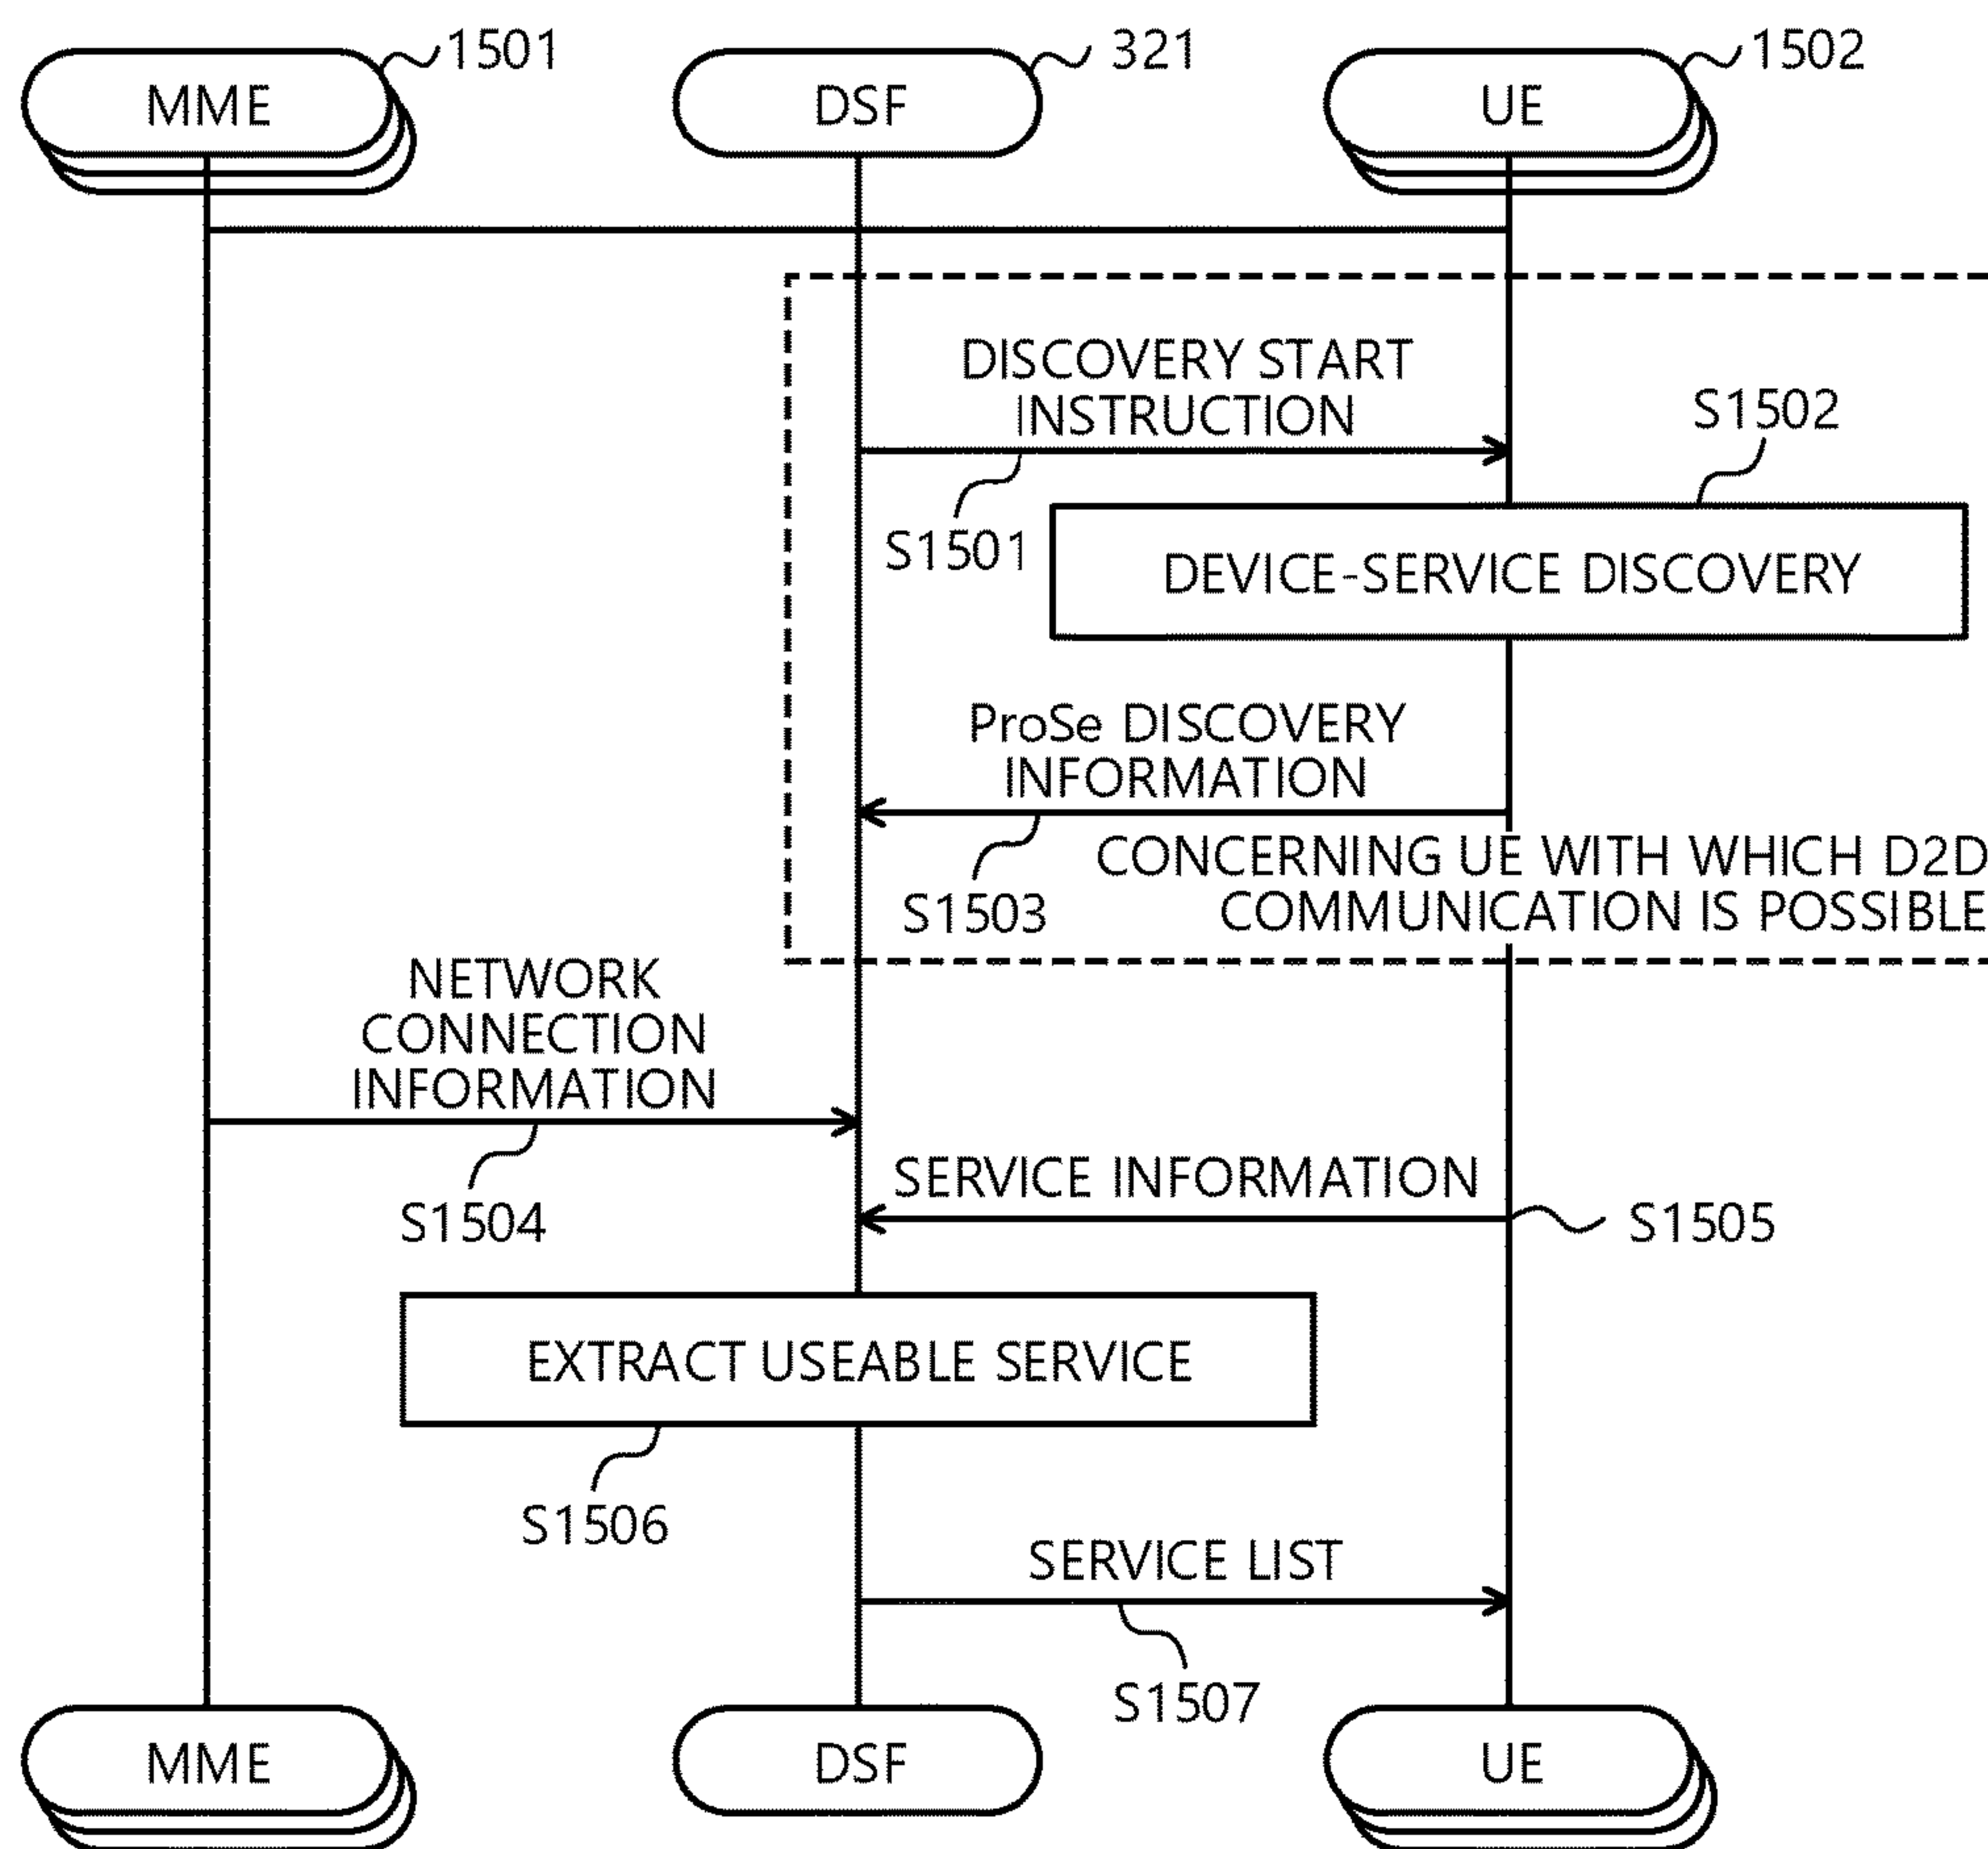 1501
321
1502
MME
DSF
UE
DISCOVERY START
INSTRUCTION
S1502
S1501
DEVICE-SERVICE DISCOVERY
ProSe DISCOVERY
INFORMATION
CONCERNING UE WITH WHICH D2D
COMMUNICATION IS POSSIBLE
S1503
NETWORK
CONNECTION
INFORMATION
SERVICE INFORMATION
S1504
S1505
EXTRACT USEABLE SERVICE
S1506
SERVICE LIST
S1507
MME
DSF
UE